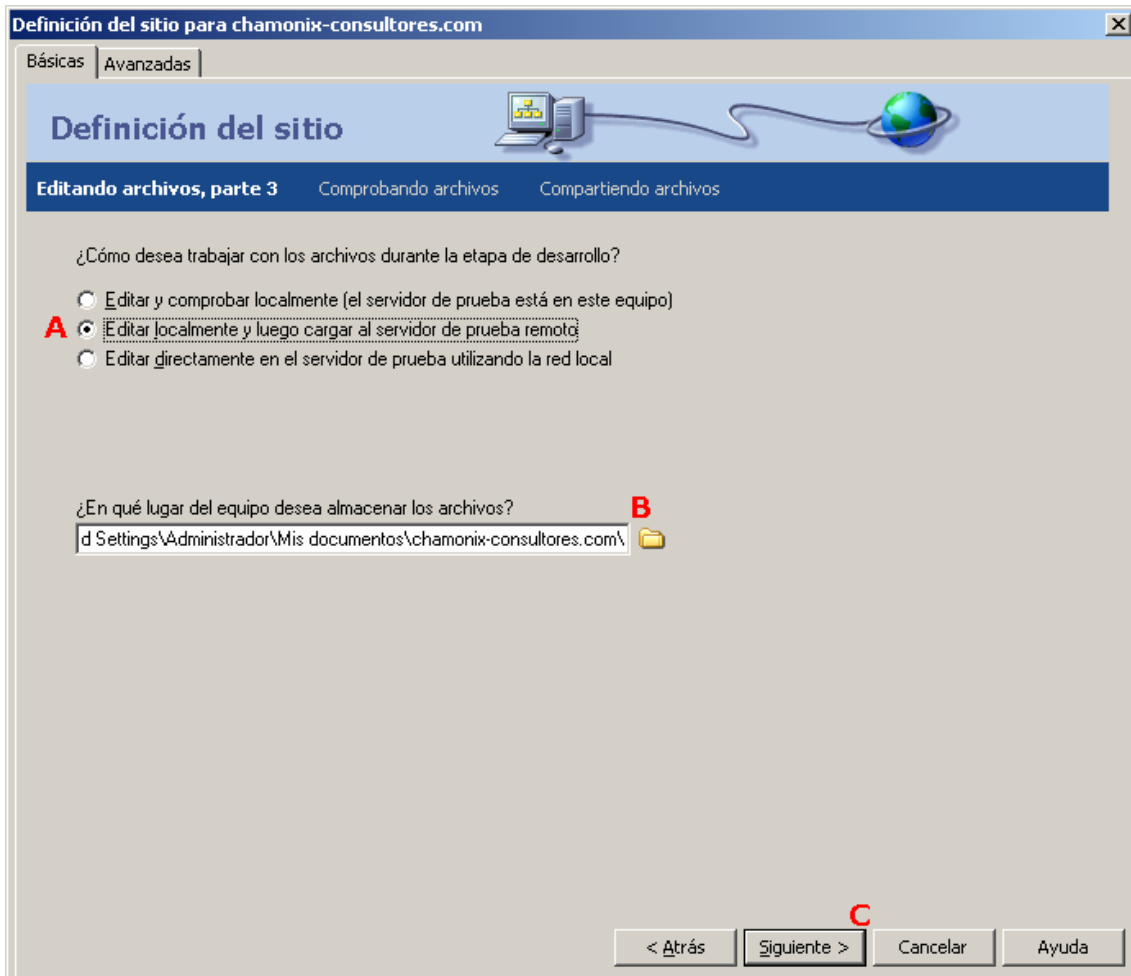 Definición del sitio para chamonix-consultores.com
Básicas Avanzadas
Definición del sitio
Editando archivos, parte 3 Comprobando archivos Compartiendo archivos
¿Cómo desea trabajar con los archivos durante la etapa de desarrollo?
Editar y comprobar localmente (el servidor de prueba está en este equipo)
A Editar localmente y luego cargar al servidor de prueba remoto
Editar directamente en el servidor de prueba utilizando la red local
¿En qué lugar del equipo desea almacenar los archivos? B
d Settings\Administrador\Mis documentos\chamonix-consultores.com\
C
< Atrás Siguiente > Cancelar Ayuda